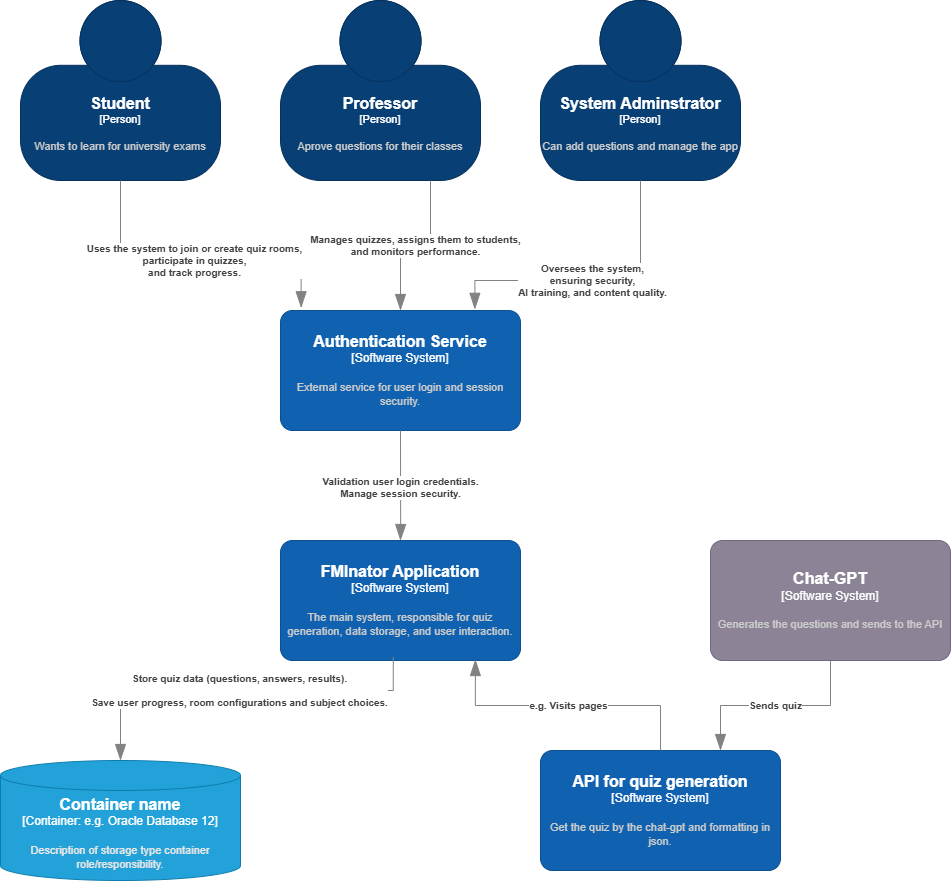 Student
[Person]
Wants to learn for university exams
Professor
[Person]
Aprove questions for their classes
System Adminstrator
[Person]
Can add questions and manage the app
Uses the system to join or create quiz rooms,
participate in quizzes,
and track progress.
Manages quizzes, assigns them to students,
and monitors performance.
Oversees the system,
ensuring security,
AI training, and content quality.
Authentication Service
[Software System]
External service for user login and session
security.
Validation user login credentials.
Manage session security.
FMInator Application
[Software System]
The main system, responsible for quiz
generation, data storage, and user interaction.
Chat-GPT
[Software System]
Generates the questions and sends to the API
Store quiz data (questions, answers, results).
Save user progress, room configurations and subject choices.
e.g. Visits pages
Sends quiz
Container name
[Container: e.g. Oracle Database 12]
Description of storage type container
role/responsibility.
API for quiz generation
[Software System]
Get the quiz by the chat-gpt and formatting in
json.